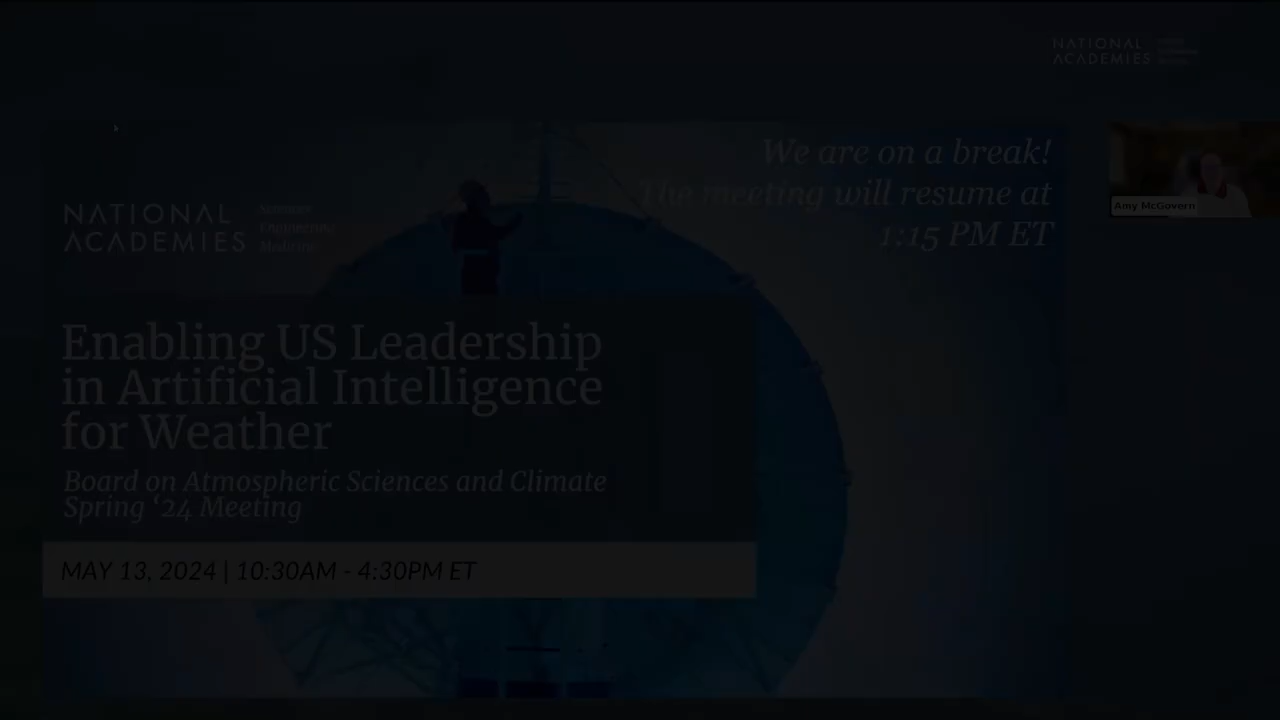 NATIONAL
ACADEMIES
We are on a break!
The meeting will resume at
1:15 PM ET
Amy McGovern
NATIONAL
ACADEMIES
Sciences
Engineering
Medicine
Enabling US Leadership
in Artificial Intelligence
for Weather
Board on Atmospheric Sciences and Climate
Spring ‘24 Meeting
MAY 13, 2024 | 10:30AM - 4:30PM ET